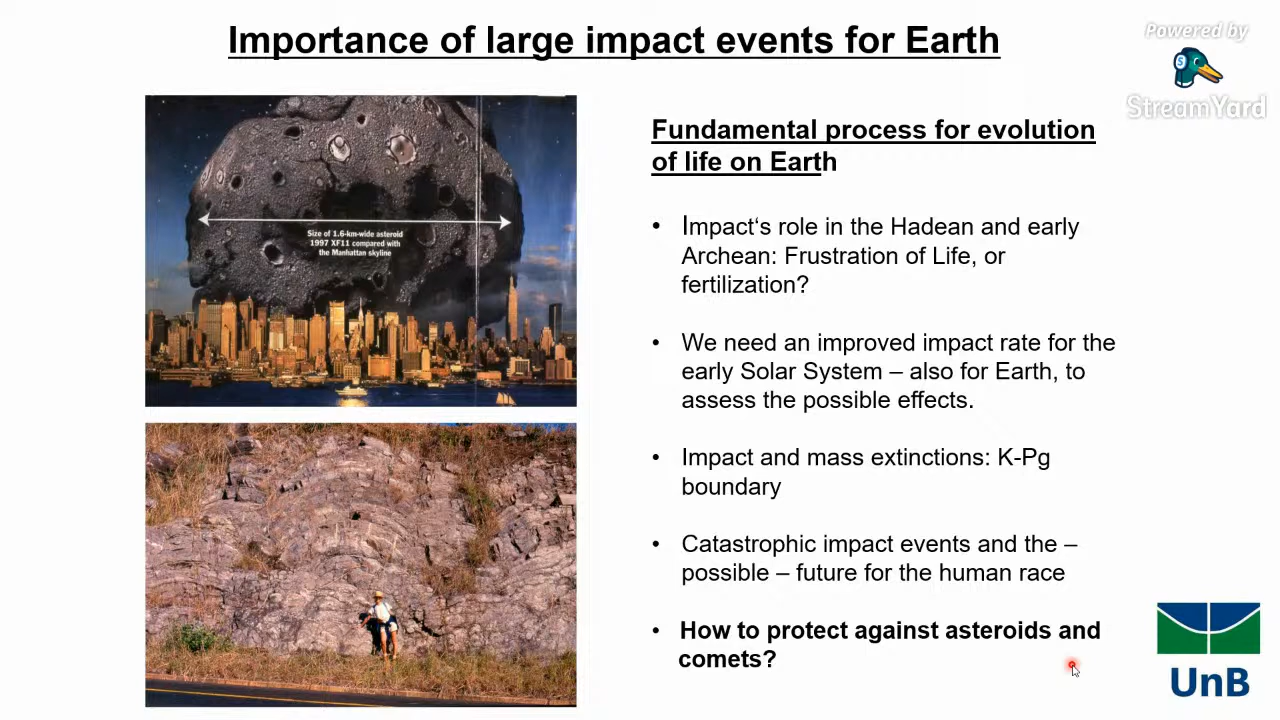 Importance of large impact events for Earth
Powered by
StreamYard
Size of 1.6-km-wide asteroid
1997 XF11 compared with
the Manhattan skyline
Fundamental process for evolution
of life on Earth
• Impact‘s role in the Hadean and early
Archean: Frustration of Life, or
fertilization?
• We need an improved impact rate for the
early Solar System – also for Earth, to
assess the possible effects.
• Impact and mass extinctions: K-Pg
boundary
• Catastrophic impact events and the –
possible – future for the human race
• How to protect against asteroids and
comets?
UnB